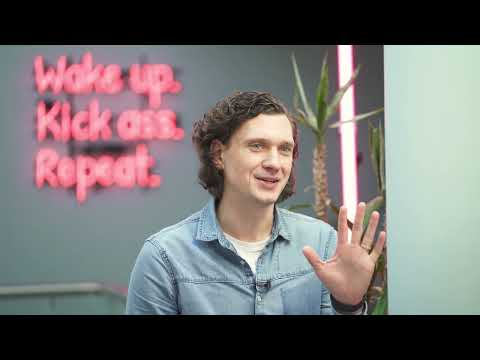 Wake up.
Kick ass.
Repeat.